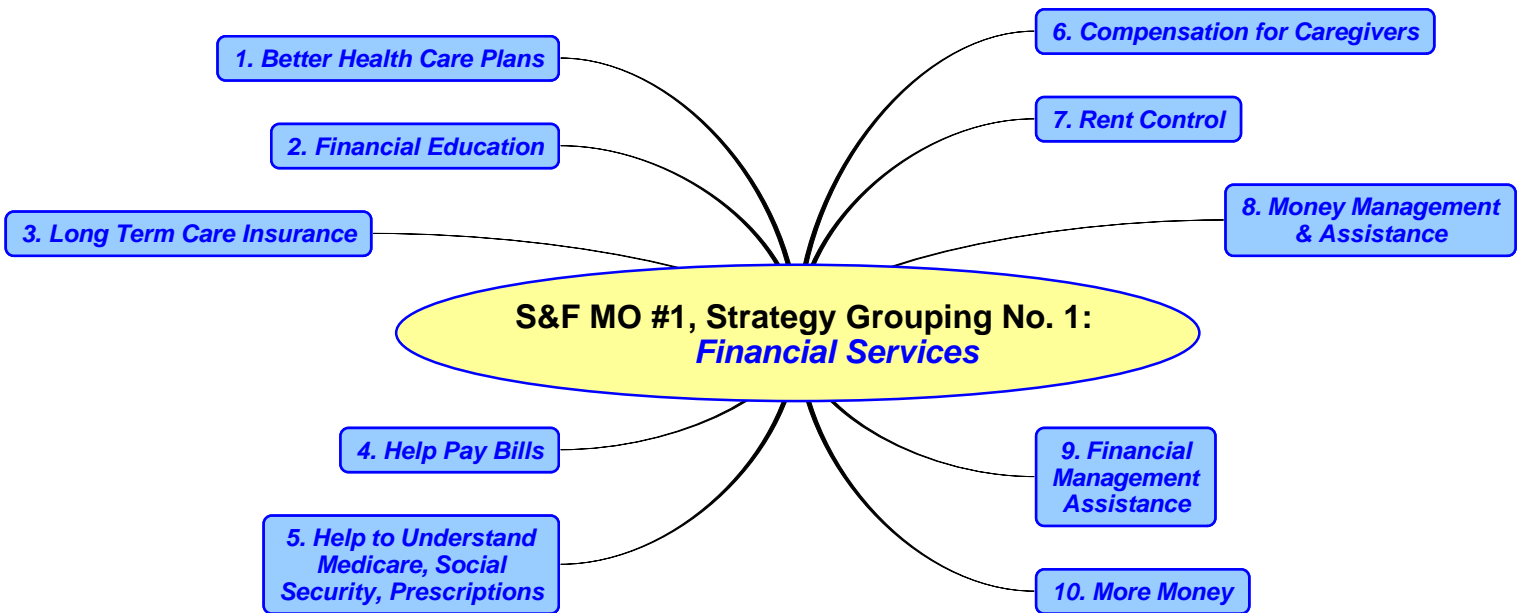 1. Better Health Care Plans
2. Financial Education
3. Long Term Care Insurance
4. Help Pay Bills
5. Help to Understand
Medicare, Social
Security, Prescriptions
6. Compensation for Caregivers
7. Rent Control
8. Money Management
& Assistance
9. Financial
Management
Assistance
10. More Money
S&F MO #1, Strategy Grouping No. 1:
Financial Services